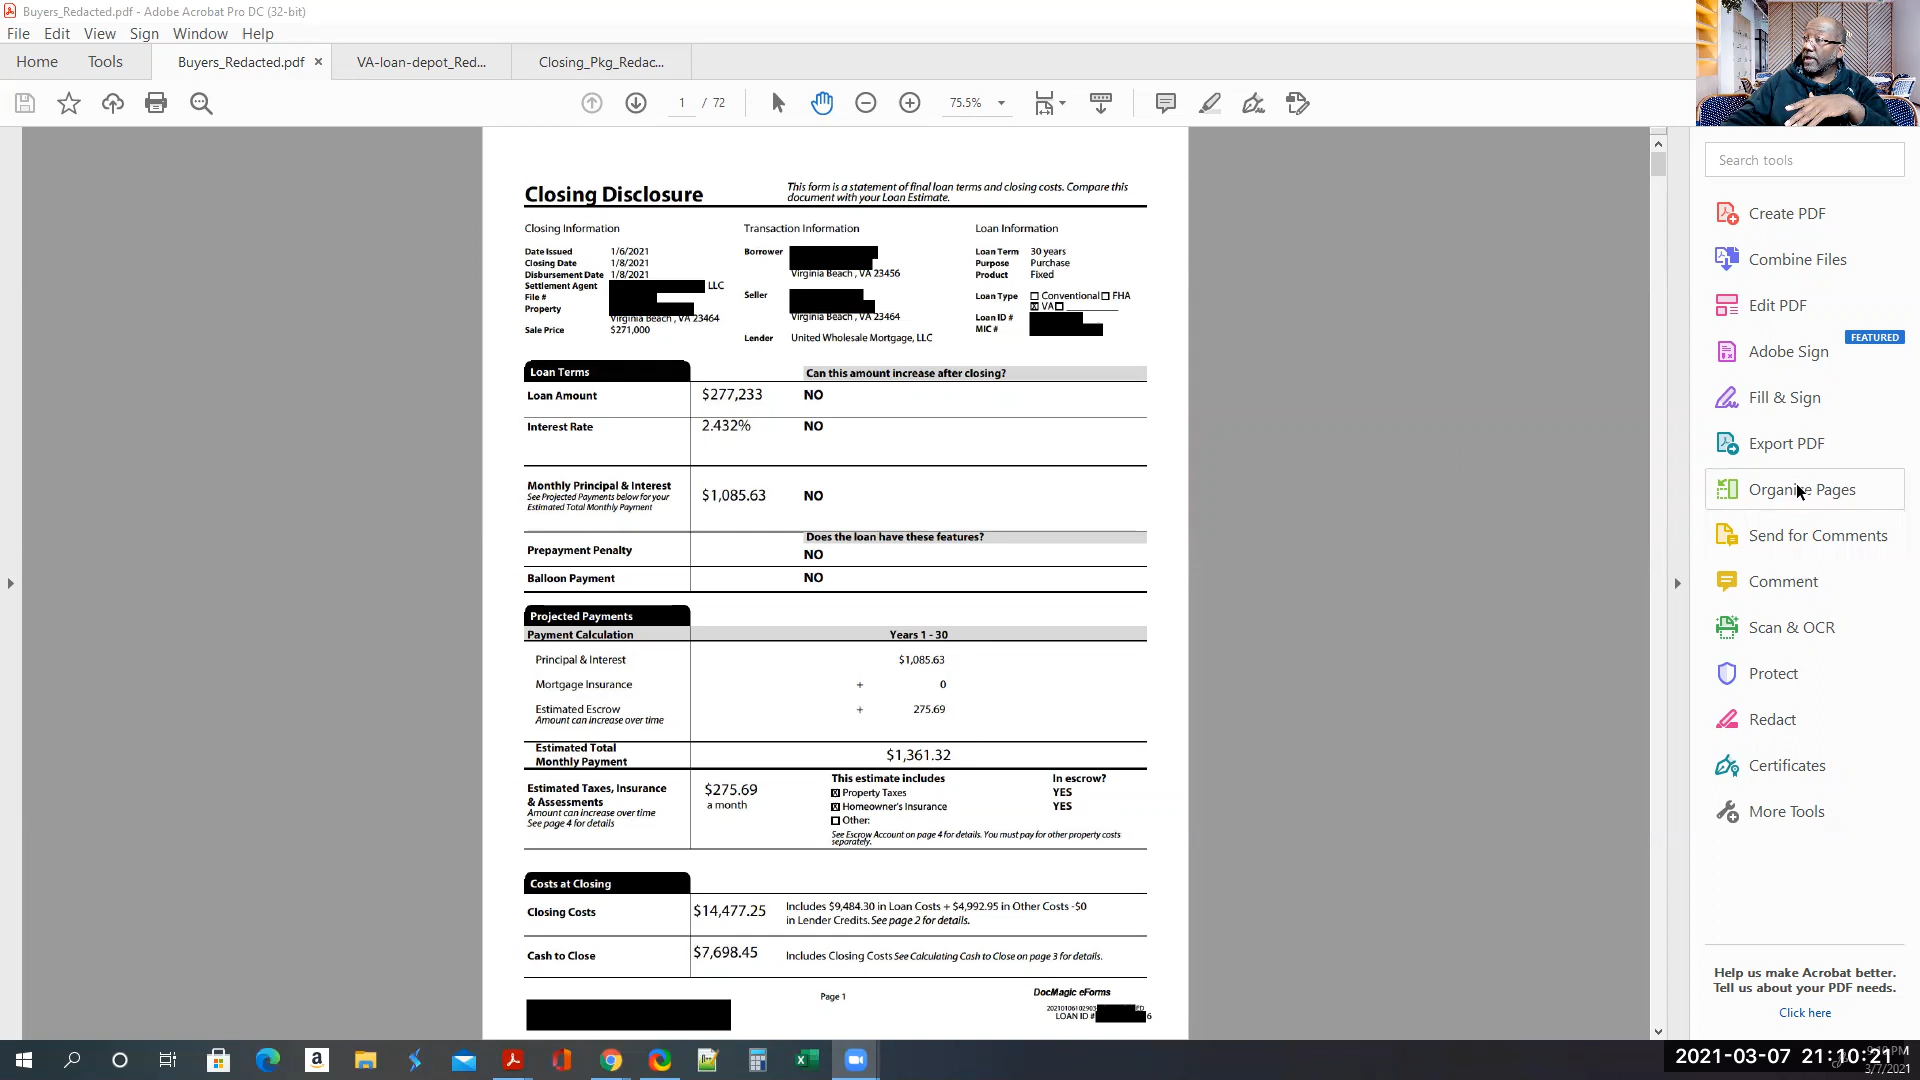 Buyers_Redacted.pdf - Adobe Acrobat Pro DC (32-bit)
File Edit View Sign Window Help
Home Tools Buyers_Redacted.pdf × VA-loan-depot_Red... Closing_Pkg_Redac...
1 / 72 75.5%
Closing Disclosure
This form is a statement of final loan terms and closing costs. Compare this
document with your Loan Estimate.
Closing Information
Date Issued 1/6/2021
Closing Date 1/8/2021
Disbursement Date 1/8/2021
Settlement Agent LLC
File #
Property
Virginia Beach , VA 23464
Sale Price $271,000
Transaction Information
Borrower
Virginia Beach , VA 23456
Seller
Virginia Beach , VA 23464
Lender United Wholesale Mortgage, LLC
Loan Information
Loan Term 30 years
Purpose Purchase
Product Fixed
Loan Type ☐ Conventional ☐ FHA
☒ VA ☐
Loan ID #
MIC #
Loan Terms Can this amount increase after closing?
Loan Amount $277,233 NO
Interest Rate 2.432% NO
Monthly Principal & Interest $1,085.63 NO
See Projected Payments below for your
Estimated Total Monthly Payment
Does the loan have these features?
Prepayment Penalty NO
Balloon Payment NO
Projected Payments
Payment Calculation Years 1 - 30
Principal & Interest $1,085.63
Mortgage Insurance + 0
Estimated Escrow + 275.69
Amount can increase over time
Estimated Total
Monthly Payment $1,361.32
Estimated Taxes, Insurance
& Assessments
Amount can increase over time
See page 4 for details
$275.69
a month
This estimate includes In escrow?
☒ Property Taxes YES
☒ Homeowner's Insurance YES
☐ Other:
See Escrow Account on page 4 for details. You must pay for other property costs
separately.
Costs at Closing
Closing Costs $14,477.25 Includes $9,484.30 in Loan Costs + $4,992.95 in Other Costs -$0
in Lender Credits. See page 2 for details.
Cash to Close $7,698.45 Includes Closing Costs See Calculating Cash to Close on page 3 for details.
Page 1
DocMagic eForms
LOAN ID # 6
Search tools
Create PDF
Combine Files
Edit PDF
FEATURED
Adobe Sign
Fill & Sign
Export PDF
Organize Pages
Send for Comments
Comment
Scan & OCR
Protect
Redact
Certificates
More Tools
Help us make Acrobat better.
Tell us about your PDF needs.
Click here
2021-03-07 21:10:21
3/7/2021